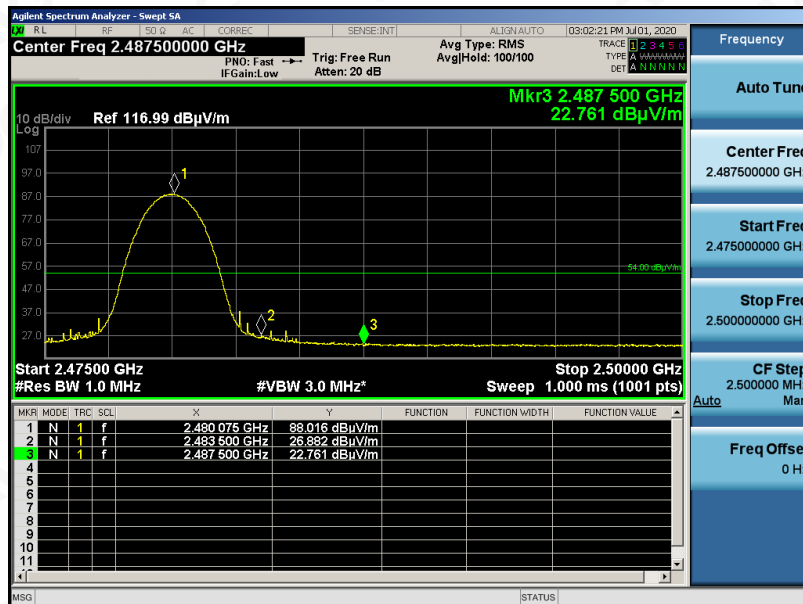 Agilent Spectrum Analyzer - Swept SA
LXI RL RF 50 Ω AC CORREC SENSE:INT ALIGN AUTO 03:02:21 PM Jul 01, 2020
Center Freq 2.487500000 GHz
PNO: Fast
IFGain:Low
Trig: Free Run
Atten: 20 dB
Avg Type: RMS
Avg|Hold: 100/100
TRACE 1 2 3 4 5 6
TYPE A WWWWW
DET A N N N N N
Mkr3 2.487 500 GHz
22.761 dBµV/m
10 dB/div Ref 116.99 dBµV/m
Log
107
97.0
87.0
77.0
67.0
57.0
47.0
37.0
27.0
1
2
3
54.00 dBµV/m
Start 2.47500 GHz Stop 2.50000 GHz
#Res BW 1.0 MHz #VBW 3.0 MHz* Sweep 1.000 ms (1001 pts)
MKR MODE TRC SCL X Y FUNCTION FUNCTION WIDTH FUNCTION VALUE
1 N 1 f 2.480 075 GHz 88.016 dBµV/m
2 N 1 f 2.483 500 GHz 26.882 dBµV/m
3 N 1 f 2.487 500 GHz 22.761 dBµV/m
4
5
6
7
8
9
10
11
MSG STATUS
Frequency
Auto Tune
Center Freq
2.487500000 GH
Start Freq
2.475000000 GH
Stop Freq
2.500000000 GH
CF Step
2.500000 MH
Auto Man
Freq Offse
0 H